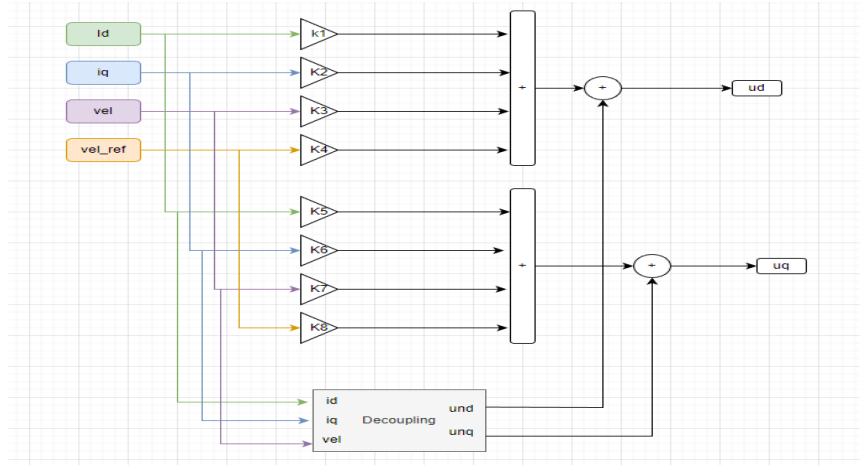 Id
k1
iq
K2
+
+
ud
vel
K3
vel_ref
K4
K5
K6
+
+
uq
K7
K8
id
iq
Decoupling
und
unq
vel